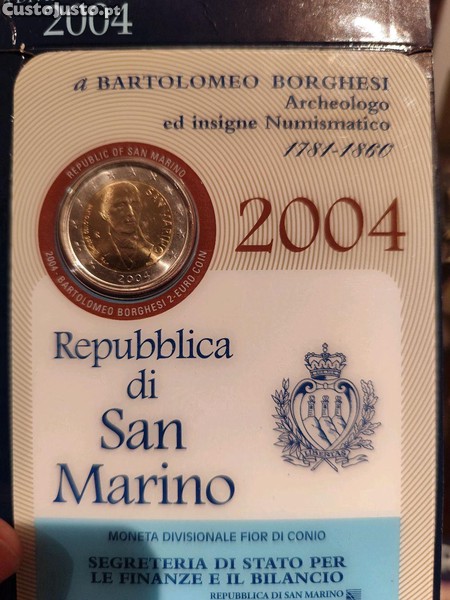 CustoJusto.pt
2004
a BARTOLOMEO BORGHESI
Archeologo
ed insigne Numismatico
1781-1860
REPUBLIC OF SAN MARINO
SAN MARINO
2004
2004 - BARTOLOMEO BORGHESI 2-EURO COIN
2004
Repubblica
di
San
Marino
LIBERTAS
MONETA DIVISIONALE FIOR DI CONIO
SEGRETERIA DI STATO PER
LE FINANZE E IL BILANCIO
REPUBBLICA DI SAN MARINO